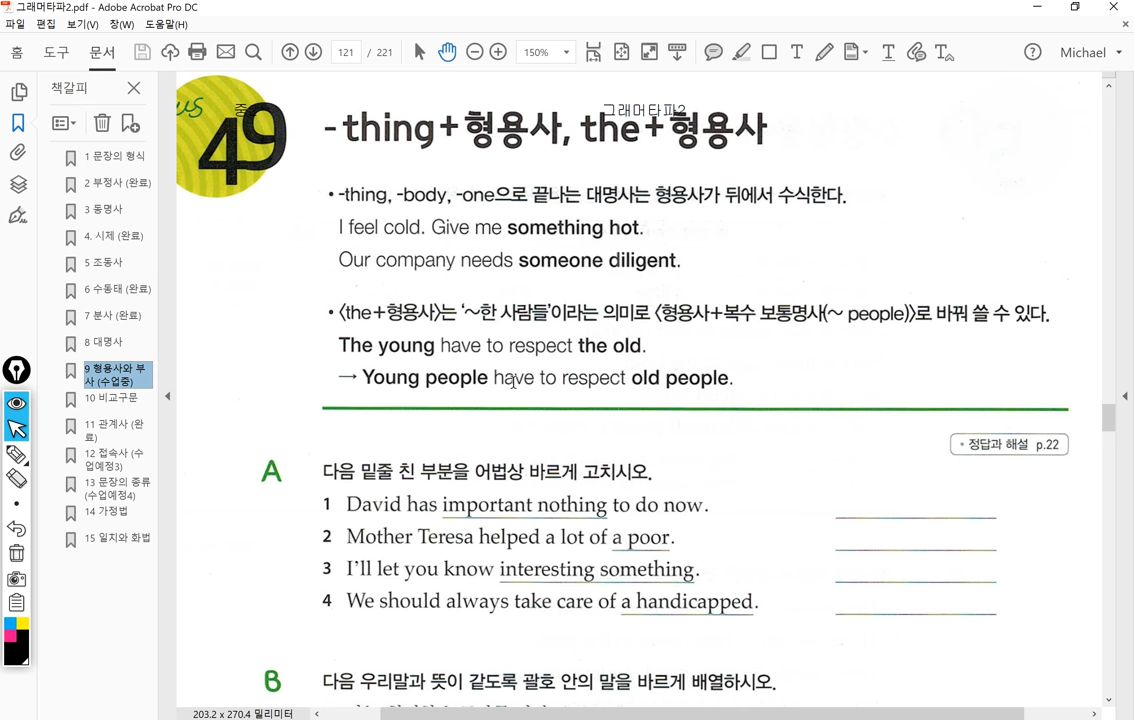 그래머타파2.pdf - Adobe Acrobat Pro DC
파일 편집 보기(V) 창(W) 도움말(H)
홈 도구 문서 121 / 221 150% Michael
책갈피
1 문장의 형식
2 부정사 (완료)
3 동명사
4. 시제 (완료)
5 조동사
6 수동태 (완료)
7 분사 (완료)
8 대명사
9 형용사와 부
사 (수업중)
10 비교구문
11 관계사 (완
료)
12 접속사 (수
업예정3)
13 문장의 종류
(수업예정4)
14 가정법
15 일치와 화법
us
49
그래머타파2
-thing+형용사, the+형용사
• -thing, -body, -one으로 끝나는 대명사는 형용사가 뒤에서 수식한다.
I feel cold. Give me something hot.
Our company needs someone diligent.
• 〈the+형용사〉는 ‘~한 사람들’이라는 의미로 〈형용사+복수 보통명사(~ people)〉로 바꿔 쓸 수 있다.
The young have to respect the old.
→ Young people have to respect old people.
• 정답과 해설 p.22
A 다음 밑줄 친 부분을 어법상 바르게 고치시오.
1 David has important nothing to do now.
2 Mother Teresa helped a lot of a poor.
3 I’ll let you know interesting something.
4 We should always take care of a handicapped.
B 다음 우리말과 뜻이 같도록 괄호 안의 말을 바르게 배열하시오.
203.2 x 270.4 밀리미터